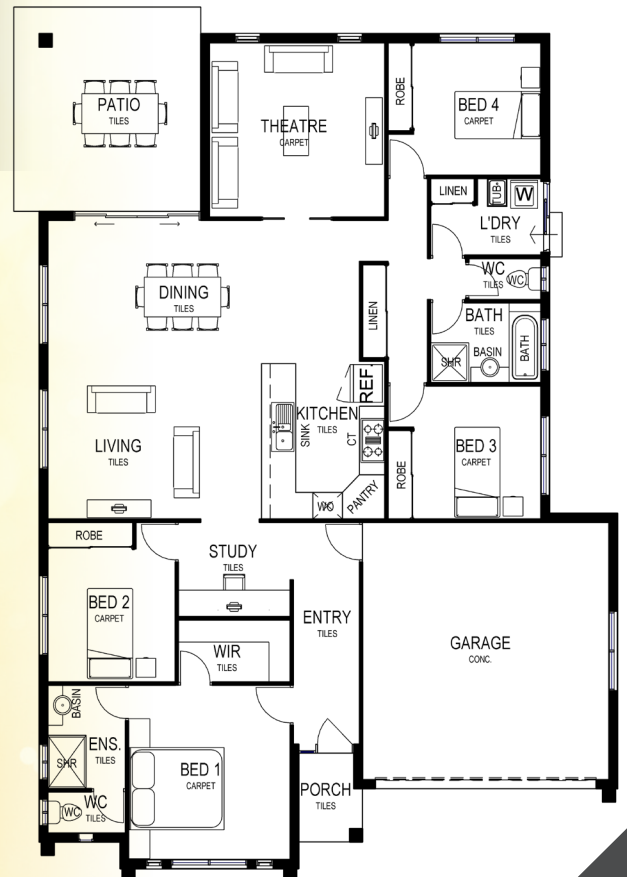 PATIO
TILES
THEATRE
CARPET
ROBE
BED 4
CARPET
LINEN
TUB
W
L'DRY
TILES
WC
TILES
WC
DINING
TILES
LINEN
BATH
TILES
SHR
BASIN
BATH
REF.
KITCHEN
TILES
SINK
CT
LIVING
TILES
BED 3
CARPET
ROBE
WO
PANTRY
ROBE
STUDY
TILES
BED 2
CARPET
ENTRY
TILES
GARAGE
CONC.
WIR
TILES
BASIN
ENS.
TILES
SHR
BED 1
CARPET
PORCH
TILES
WC
TILES
WC